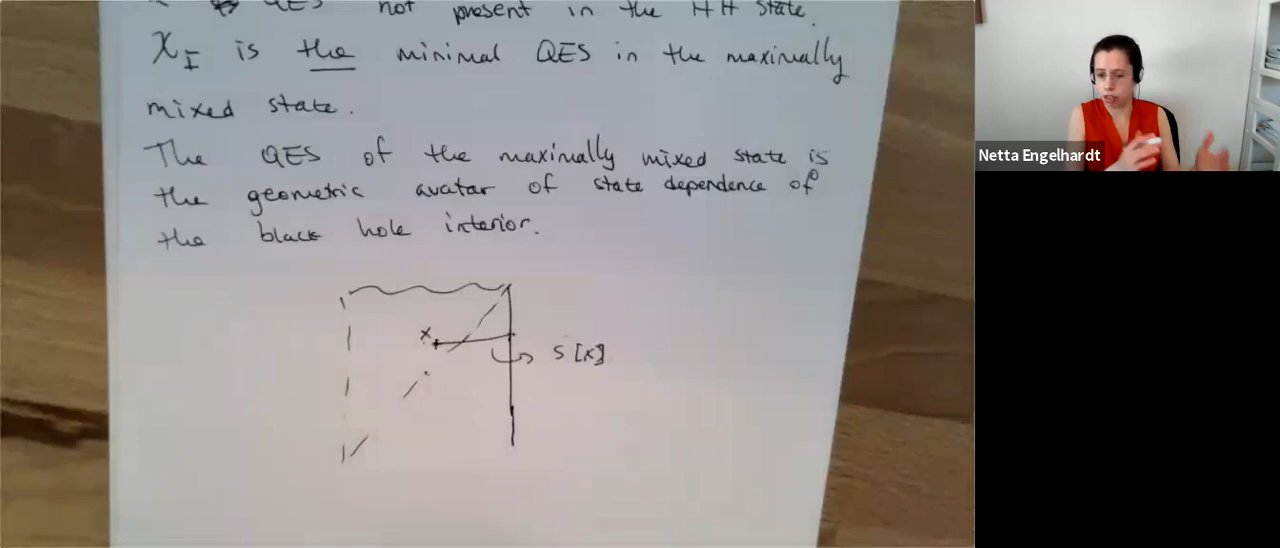 QES not present in the HH state.
X_I is the minimal QES in the maximally
mixed state.
The QES of the maximally mixed state is
the geometric avatar of state dependence of
the black hole interior.
x
S[x]
Netta Engelhardt